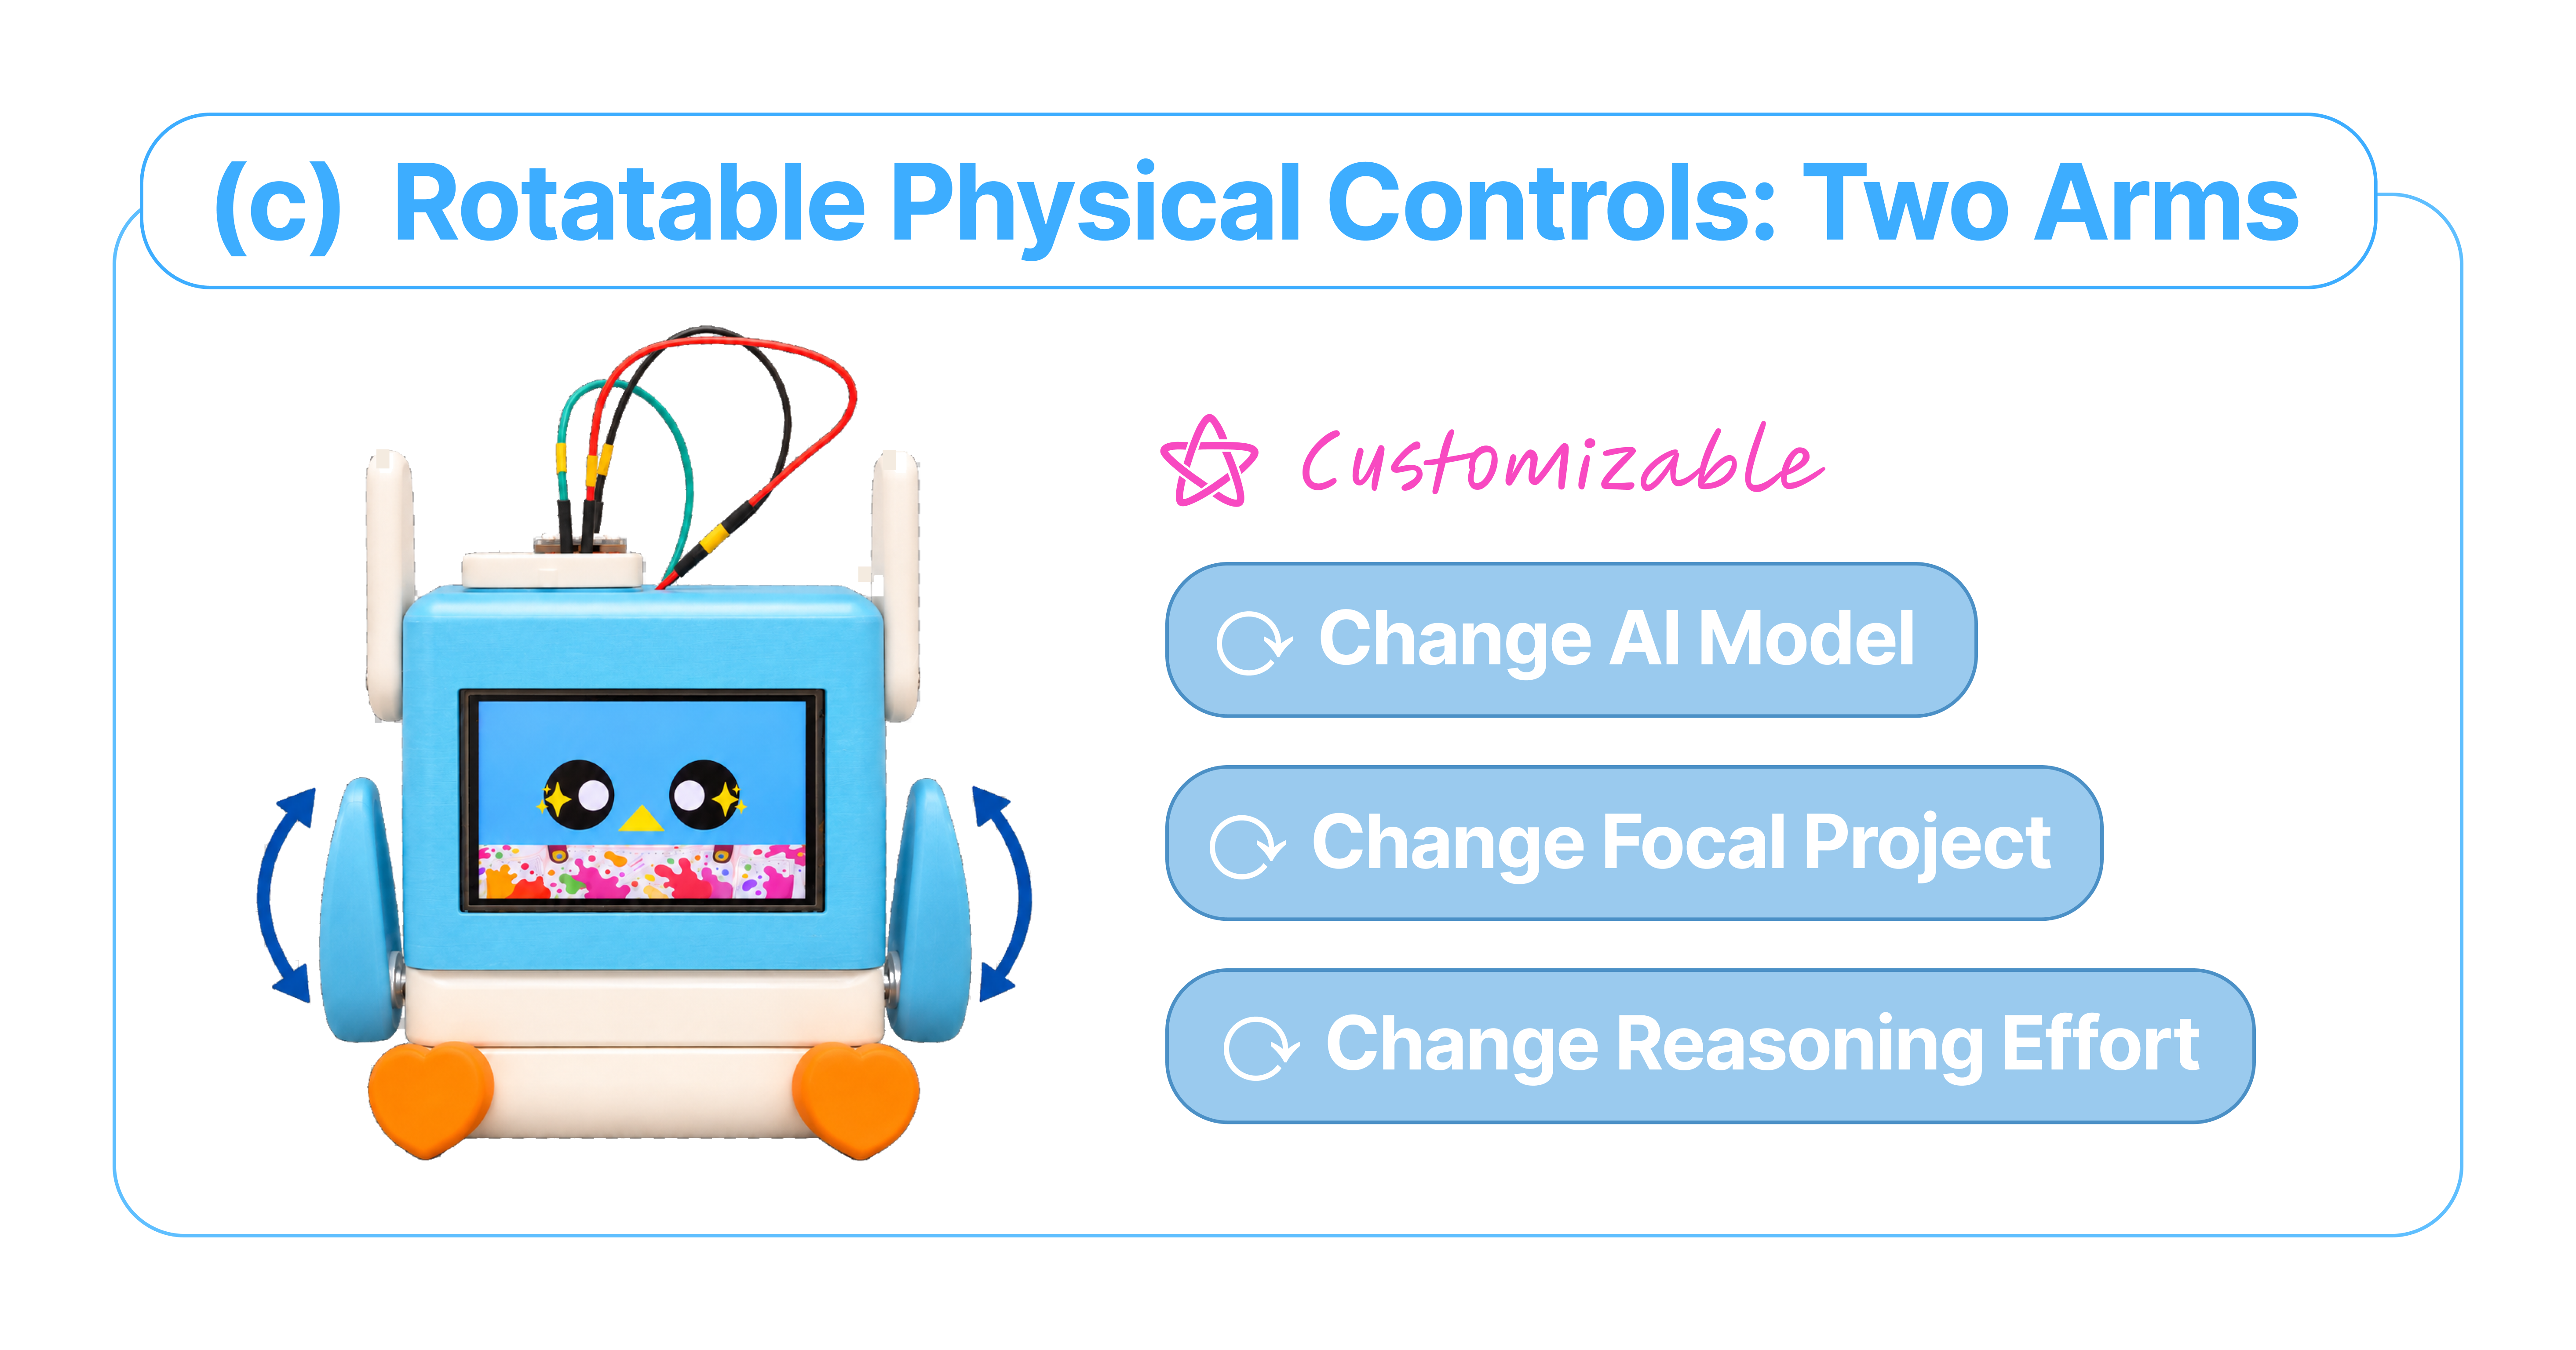 (c) Rotatable Physical Controls: Two Arms
Customizable
Change AI Model
Change Focal Project
Change Reasoning Effort